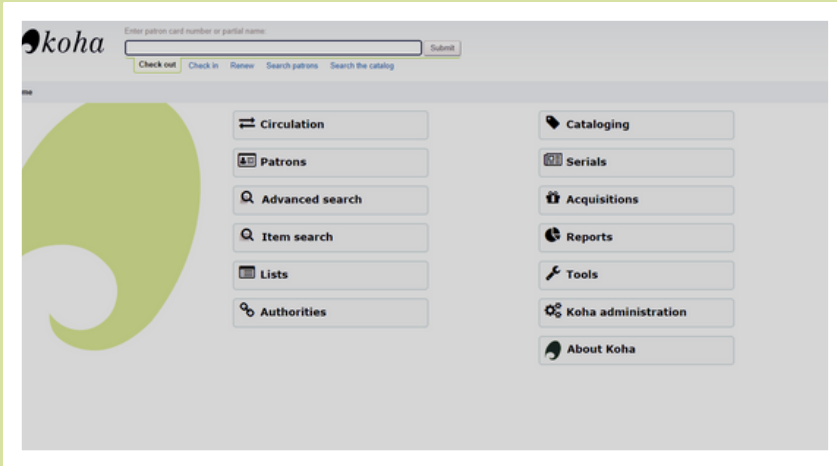 koha
Enter patron card number or partial name:
Submit
Check out Check in Renew Search patrons Search the catalog
me
Circulation
Patrons
Advanced search
Item search
Lists
Authorities
Cataloging
Serials
Acquisitions
Reports
Tools
Koha administration
About Koha